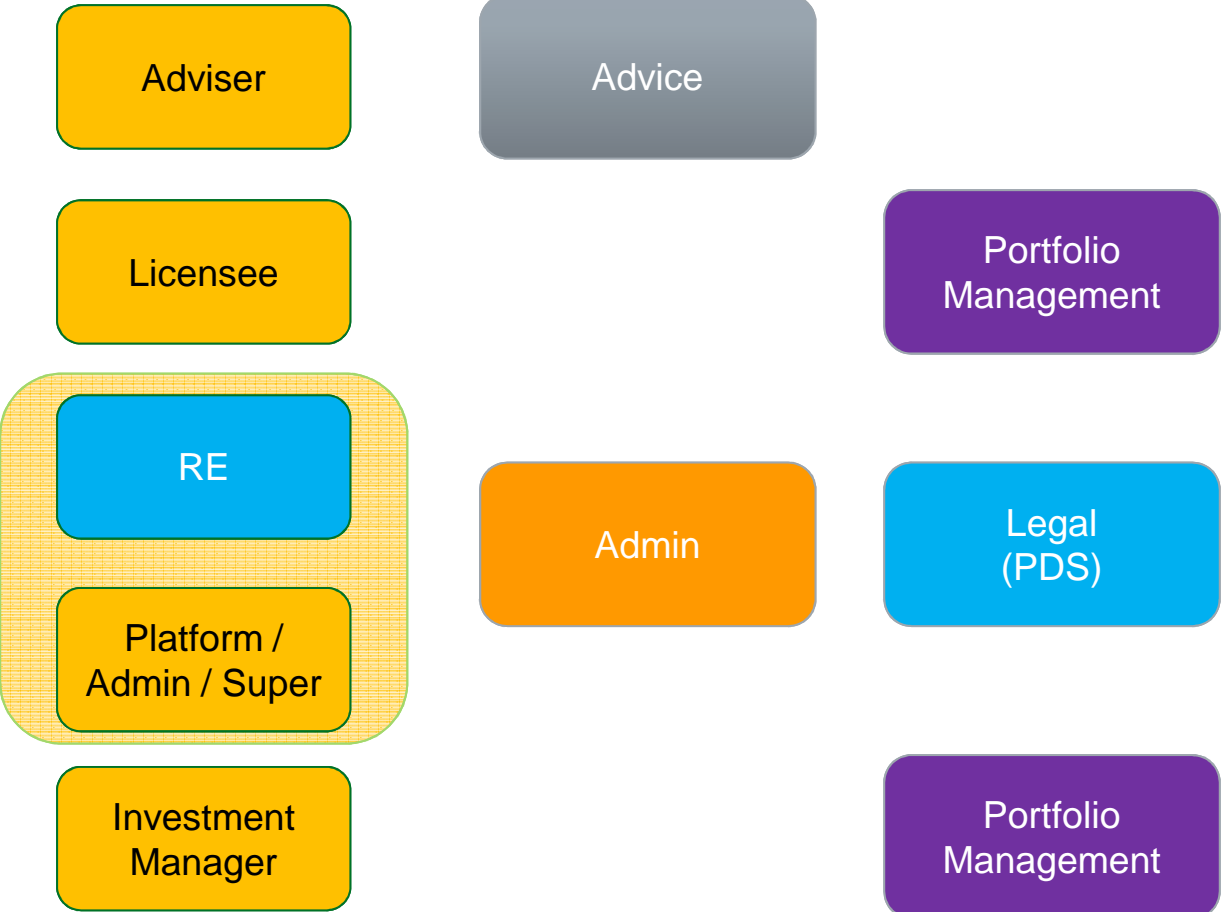 Adviser
Advice
Licensee
Portfolio
Management
RE
Admin
Legal
(PDS)
Platform /
Admin / Super
Investment
Manager
Portfolio
Management